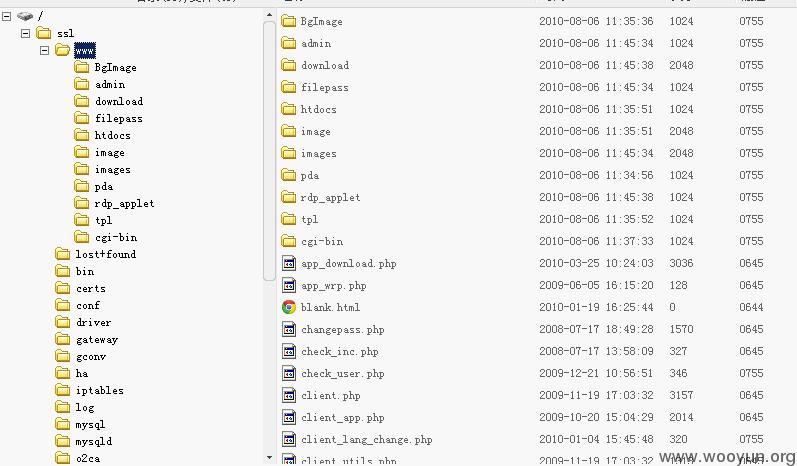 /
ssl
www
BgImage
admin
download
filepass
htdocs
image
images
pda
rdp_applet
tpl
cgi-bin
lost+found
bin
certs
conf
driver
gateway
gconv
ha
iptables
log
mysql
mysqld
o2ca
BgImage 2010-08-06 11:35:36 1024 0755
admin 2010-08-06 11:45:34 1024 0755
download 2010-08-06 11:45:38 2048 0755
filepass 2010-08-06 11:45:34 1024 0755
htdocs 2010-08-06 11:35:51 1024 0755
image 2010-08-06 11:35:51 2048 0755
images 2010-08-06 11:45:34 2048 0755
pda 2010-08-06 11:34:56 1024 0755
rdp_applet 2010-08-06 11:45:38 1024 0755
tpl 2010-08-06 11:35:52 1024 0755
cgi-bin 2010-08-06 11:37:33 1024 0755
app_download.php 2010-03-25 10:24:03 3036 0645
app_wrp.php 2009-06-05 16:15:20 128 0645
blank.html 2010-01-19 16:25:44 0 0644
changepass.php 2008-07-17 18:49:28 1570 0645
check_inc.php 2008-07-17 13:58:09 327 0645
check_user.php 2009-12-21 10:56:51 346 0755
client.php 2009-11-19 17:03:32 3157 0645
client_app.php 2009-10-20 15:04:29 2014 0645
client_lang_change.php 2010-01-04 15:45:48 320 0755
client_utils.php 2009-11-19 17:03:32
www.wooyun.org